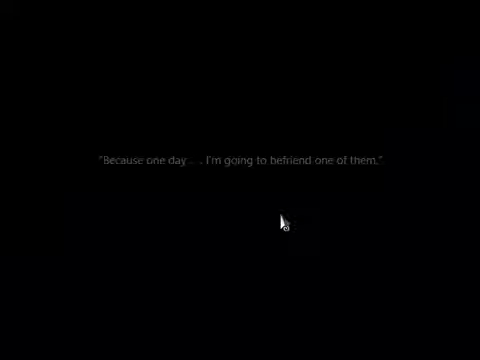 "Because one day . . . I'm going to befriend one of them."